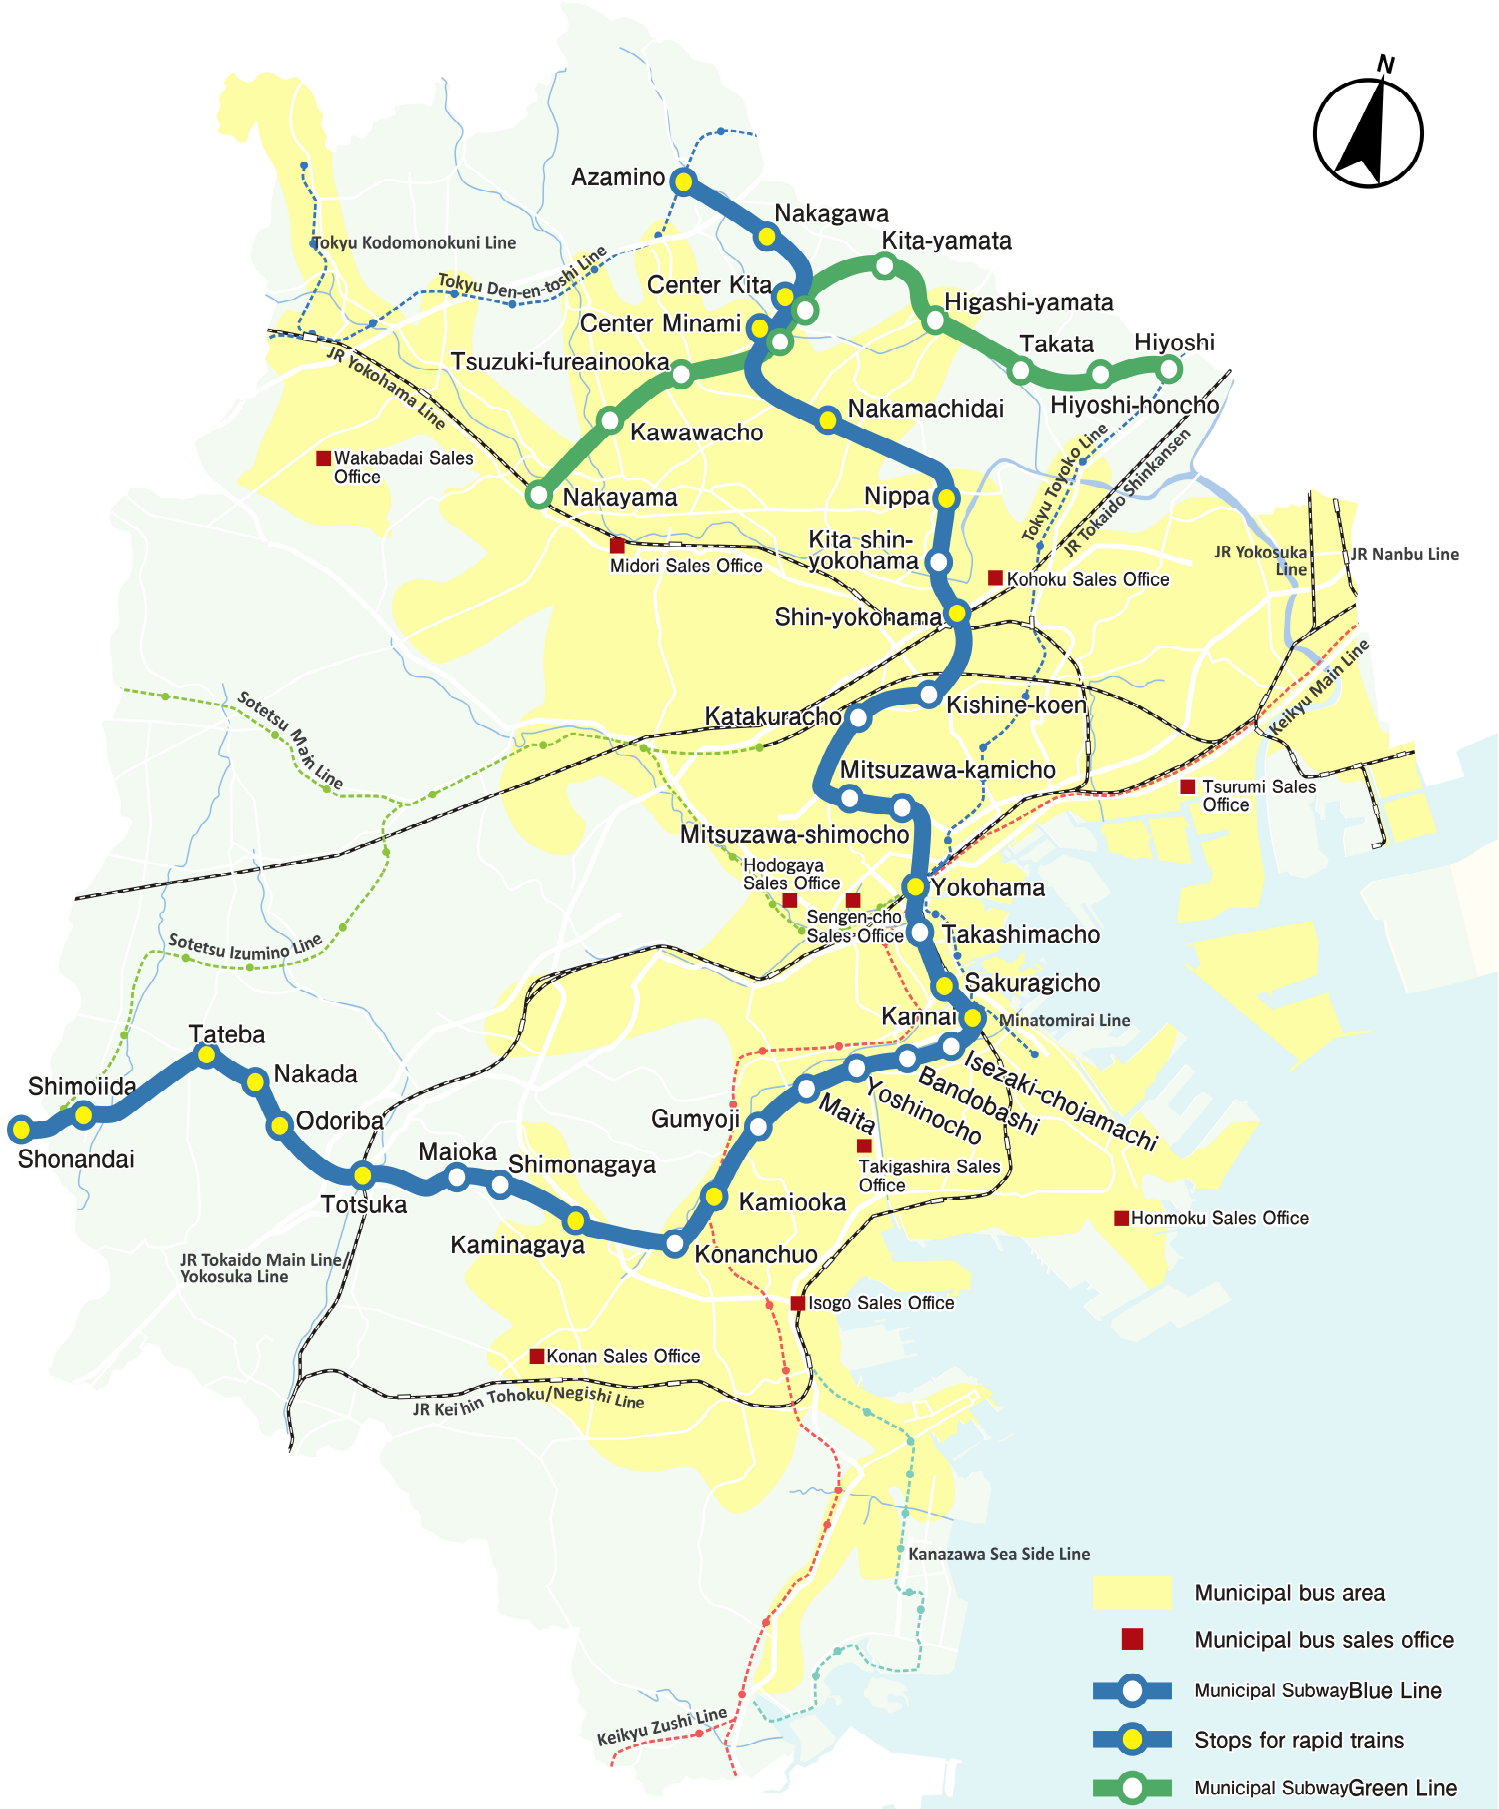 N
Azamino
Nakagawa
Kita-yamata
Tokyu Kodomonokuni Line
Tokyu Den-en-toshi Line
Center Kita
Higashi-yamata
Center Minami
Takata
Hiyoshi
JR Yokohama Line
Tsuzuki-fureainooka
Hiyoshi-honcho
Nakamachidai
Kawawacho
Wakabadai Sales
Office
Tokyu Toyoko Line
JR Tokaido Shinkansen
Nakayama
Nippa
Kita shin-
yokohama
JR Yokosuka
Line
JR Nanbu Line
Midori Sales Office
Kohoku Sales Office
Shin-yokohama
Keikyu Main Line
Sotetsu Main Line
Katakuracho
Kishine-koen
Mitsuzawa-kamicho
Tsurumi Sales
Office
Mitsuzawa-shimocho
Hodogaya
Sales Office
Yokohama
Sengen-cho
Sales Office
Takashimacho
Sotetsu Izumino Line
Sakuragicho
Kannai
Minatomirai Line
Tateba
Nakada
Shimoiida
Isezaki-chojamachi
Bandobashi
Yoshinocho
Maita
Gumyoji
Odoriba
Shonandai
Maioka
Shimonagaya
Takigashira Sales
Office
Totsuka
Kamiooka
Honmoku Sales Office
Kaminagaya
Konanchuo
JR Tokaido Main Line/
Yokosuka Line
Isogo Sales Office
Konan Sales Office
JR Keihin Tohoku/Negishi Line
Kanazawa Sea Side Line
Keikyu Zushi Line
Municipal bus area
Municipal bus sales office
Municipal SubwayBlue Line
Stops for rapid trains
Municipal SubwayGreen Line